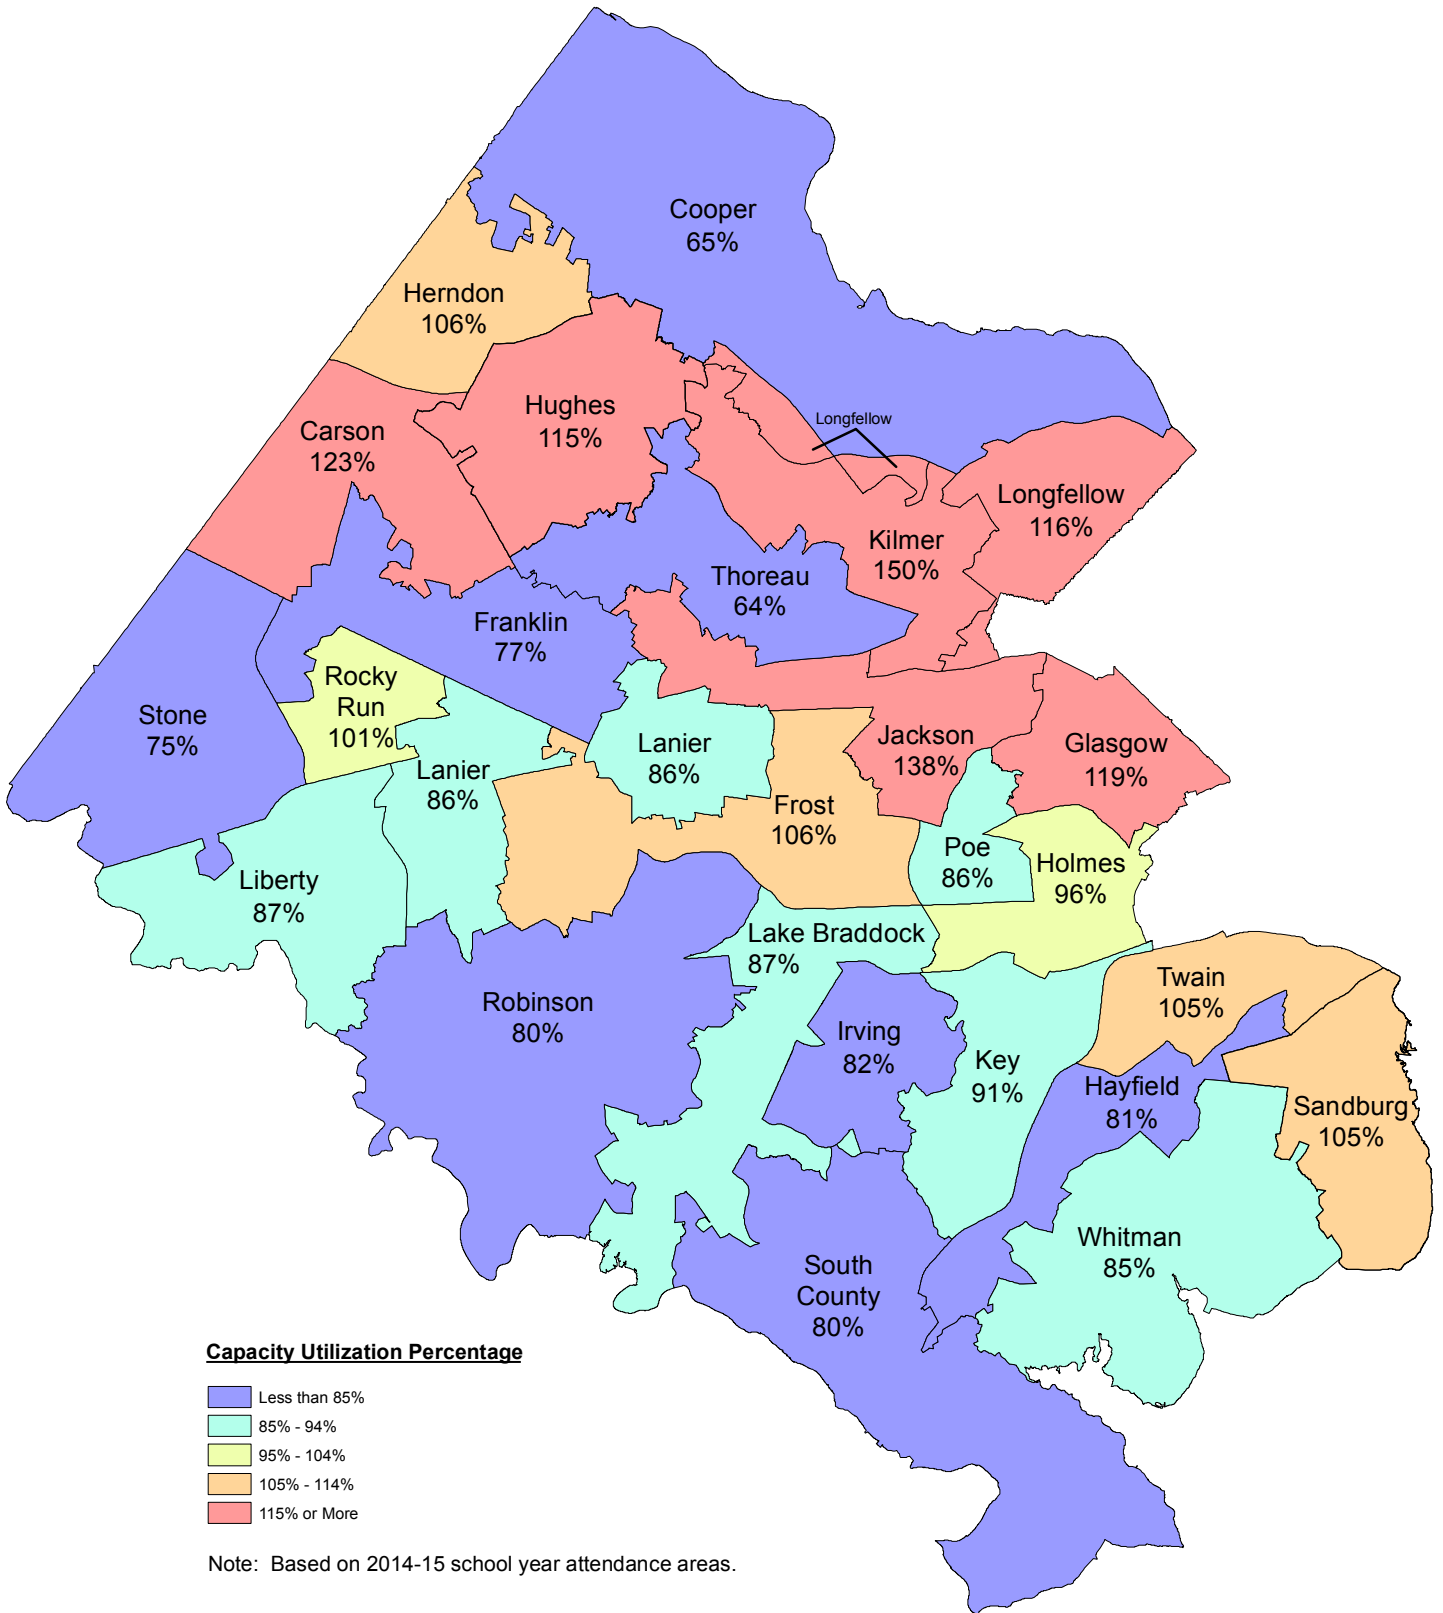 Cooper
65%
Herndon
106%
Hughes
115%
Carson
123%
Longfellow
Longfellow
116%
Kilmer
150%
Thoreau
64%
Franklin
77%
Rocky
Run
101%
Stone
75%
Lanier
86%
Lanier
86%
Jackson
138%
Glasgow
119%
Frost
106%
Poe
86%
Holmes
96%
Liberty
87%
Lake Braddock
87%
Twain
105%
Robinson
80%
Irving
82%
Key
91%
Hayfield
81%
Sandburg
105%
Whitman
85%
South
County
80%
Capacity Utilization Percentage
Less than 85%
85% - 94%
95% - 104%
105% - 114%
115% or More
Note:  Based on 2014-15 school year attendance areas.